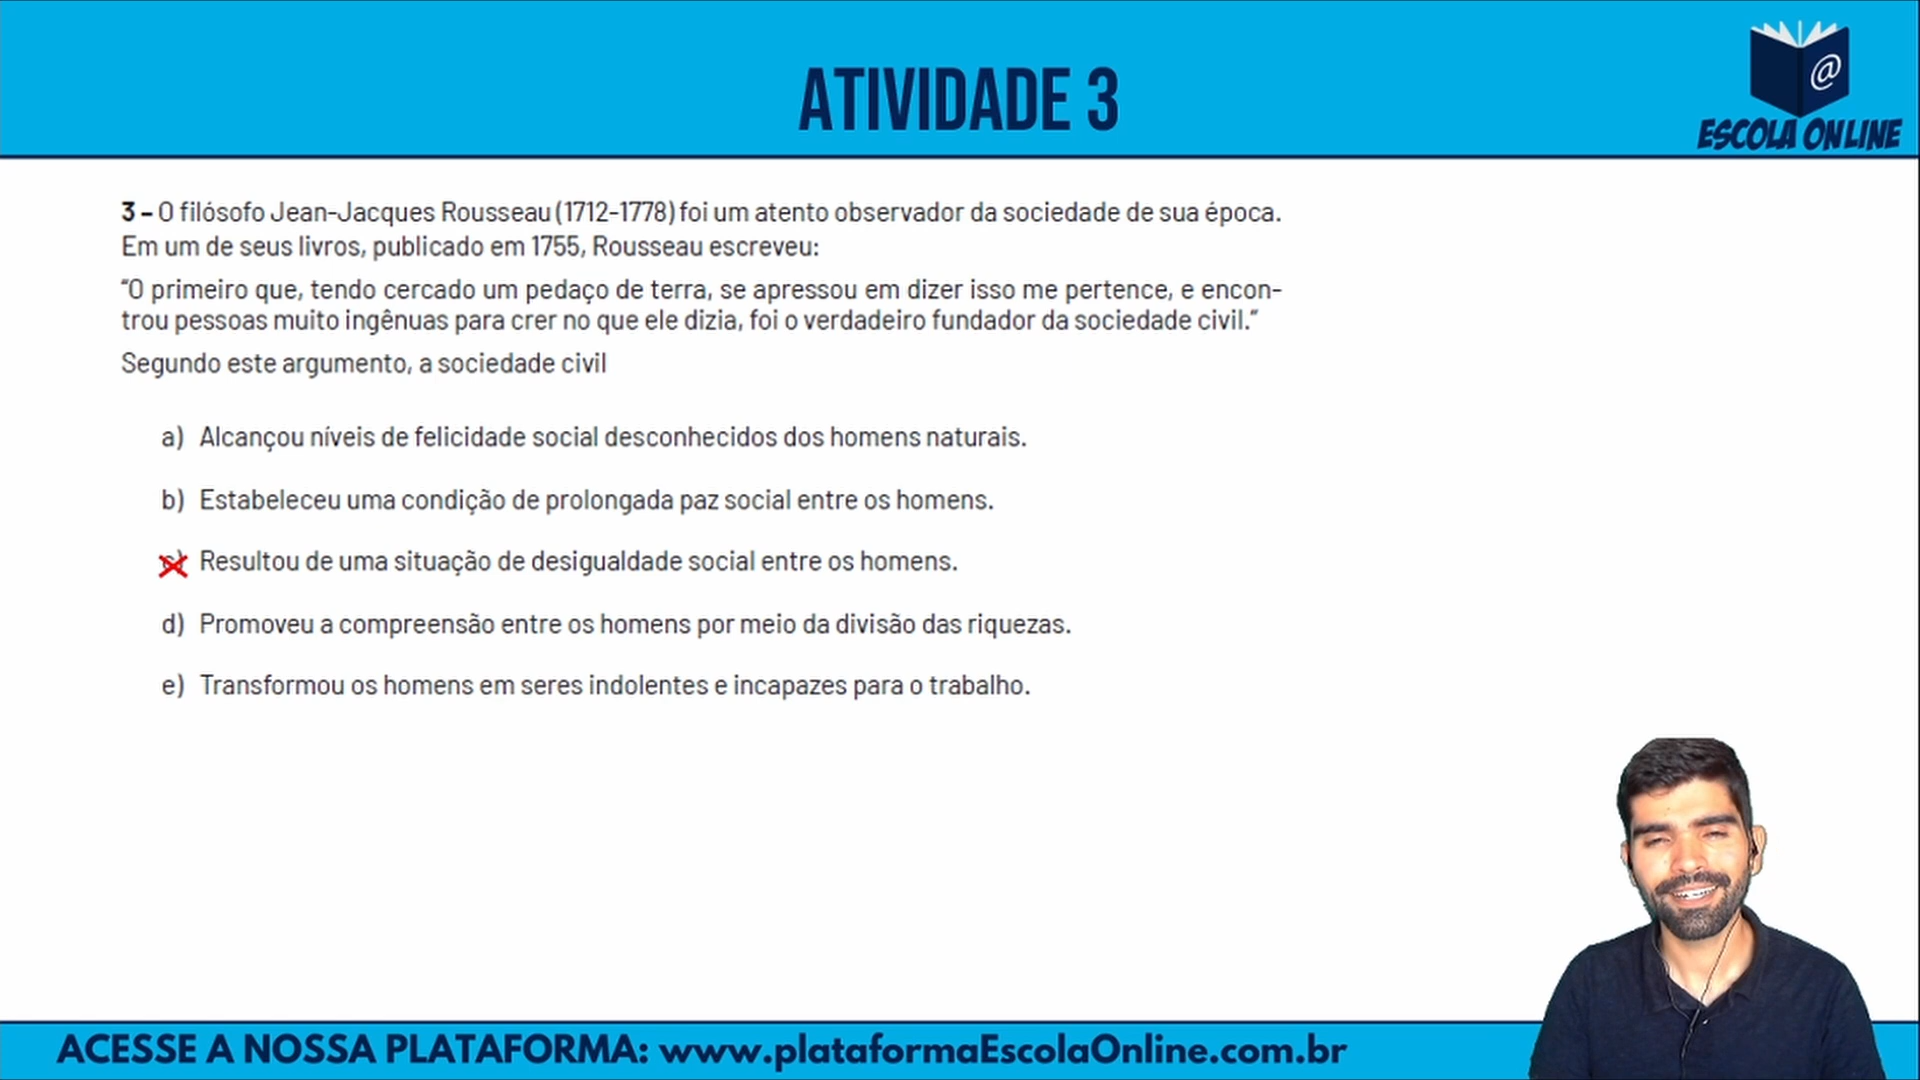 ATIVIDADE 3
@
ESCOLA ONLINE
3 - O filósofo Jean-Jacques Rousseau (1712-1778) foi um atento observador da sociedade de sua época.
Em um de seus livros, publicado em 1755, Rousseau escreveu:
“O primeiro que, tendo cercado um pedaço de terra, se apressou em dizer isso me pertence, e encon-
trou pessoas muito ingênuas para crer no que ele dizia, foi o verdadeiro fundador da sociedade civil.”
Segundo este argumento, a sociedade civil
a) Alcançou níveis de felicidade social desconhecidos dos homens naturais.
b) Estabeleceu uma condição de prolongada paz social entre os homens.
c) Resultou de uma situação de desigualdade social entre os homens.
d) Promoveu a compreensão entre os homens por meio da divisão das riquezas.
e) Transformou os homens em seres indolentes e incapazes para o trabalho.
ACESSE A NOSSA PLATAFORMA: www.plataformaEscolaOnline.com.br